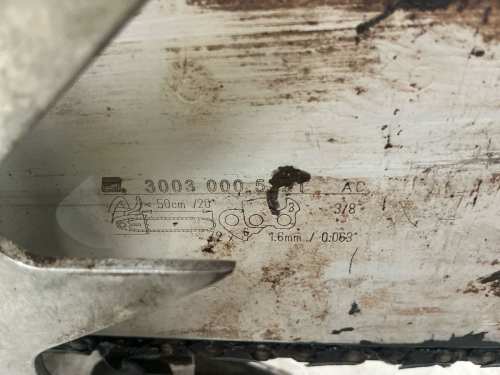 3003 000
AC
< 50cm /20"
3/8"
1.6mm / 0.063"